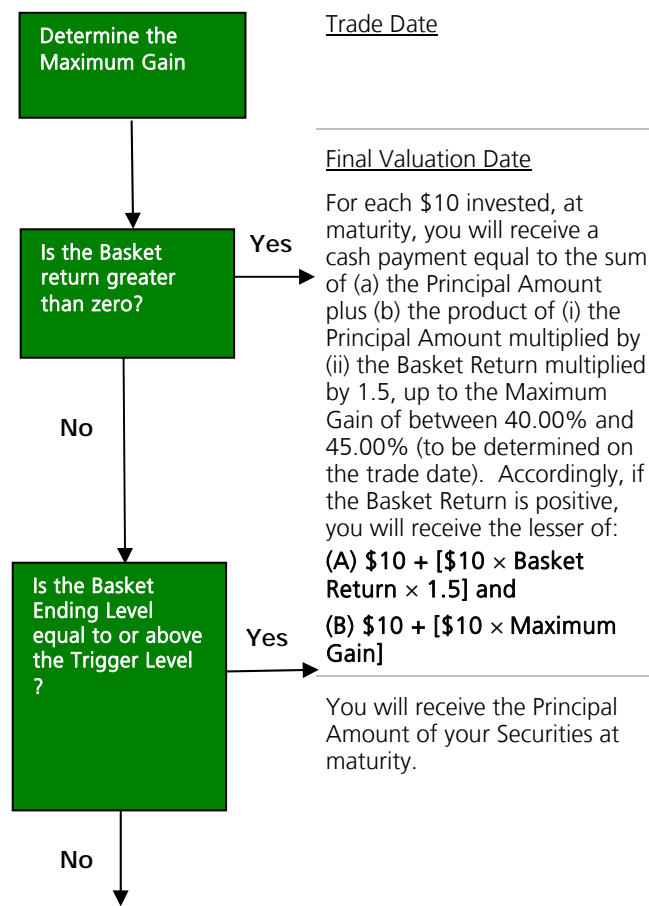 Determine the
Maximum Gain
Trade Date
Final Valuation Date
Is the Basket
return greater
than zero?
Yes
For each $10 invested, at
maturity, you will receive a
cash payment equal to the sum
of (a) the Principal Amount
plus (b) the product of (i) the
Principal Amount multiplied by
(ii) the Basket Return multiplied
by 1.5, up to the Maximum
Gain of between 40.00% and
45.00% (to be determined on
the trade date).  Accordingly, if
the Basket Return is positive,
you will receive the lesser of:
(A) $10 + [$10 × Basket
Return × 1.5] and
(B) $10 + [$10 × Maximum
Gain]
No
Is the Basket
Ending Level
equal to or above
the Trigger Level
?
Yes
You will receive the Principal
Amount of your Securities at
maturity.
No